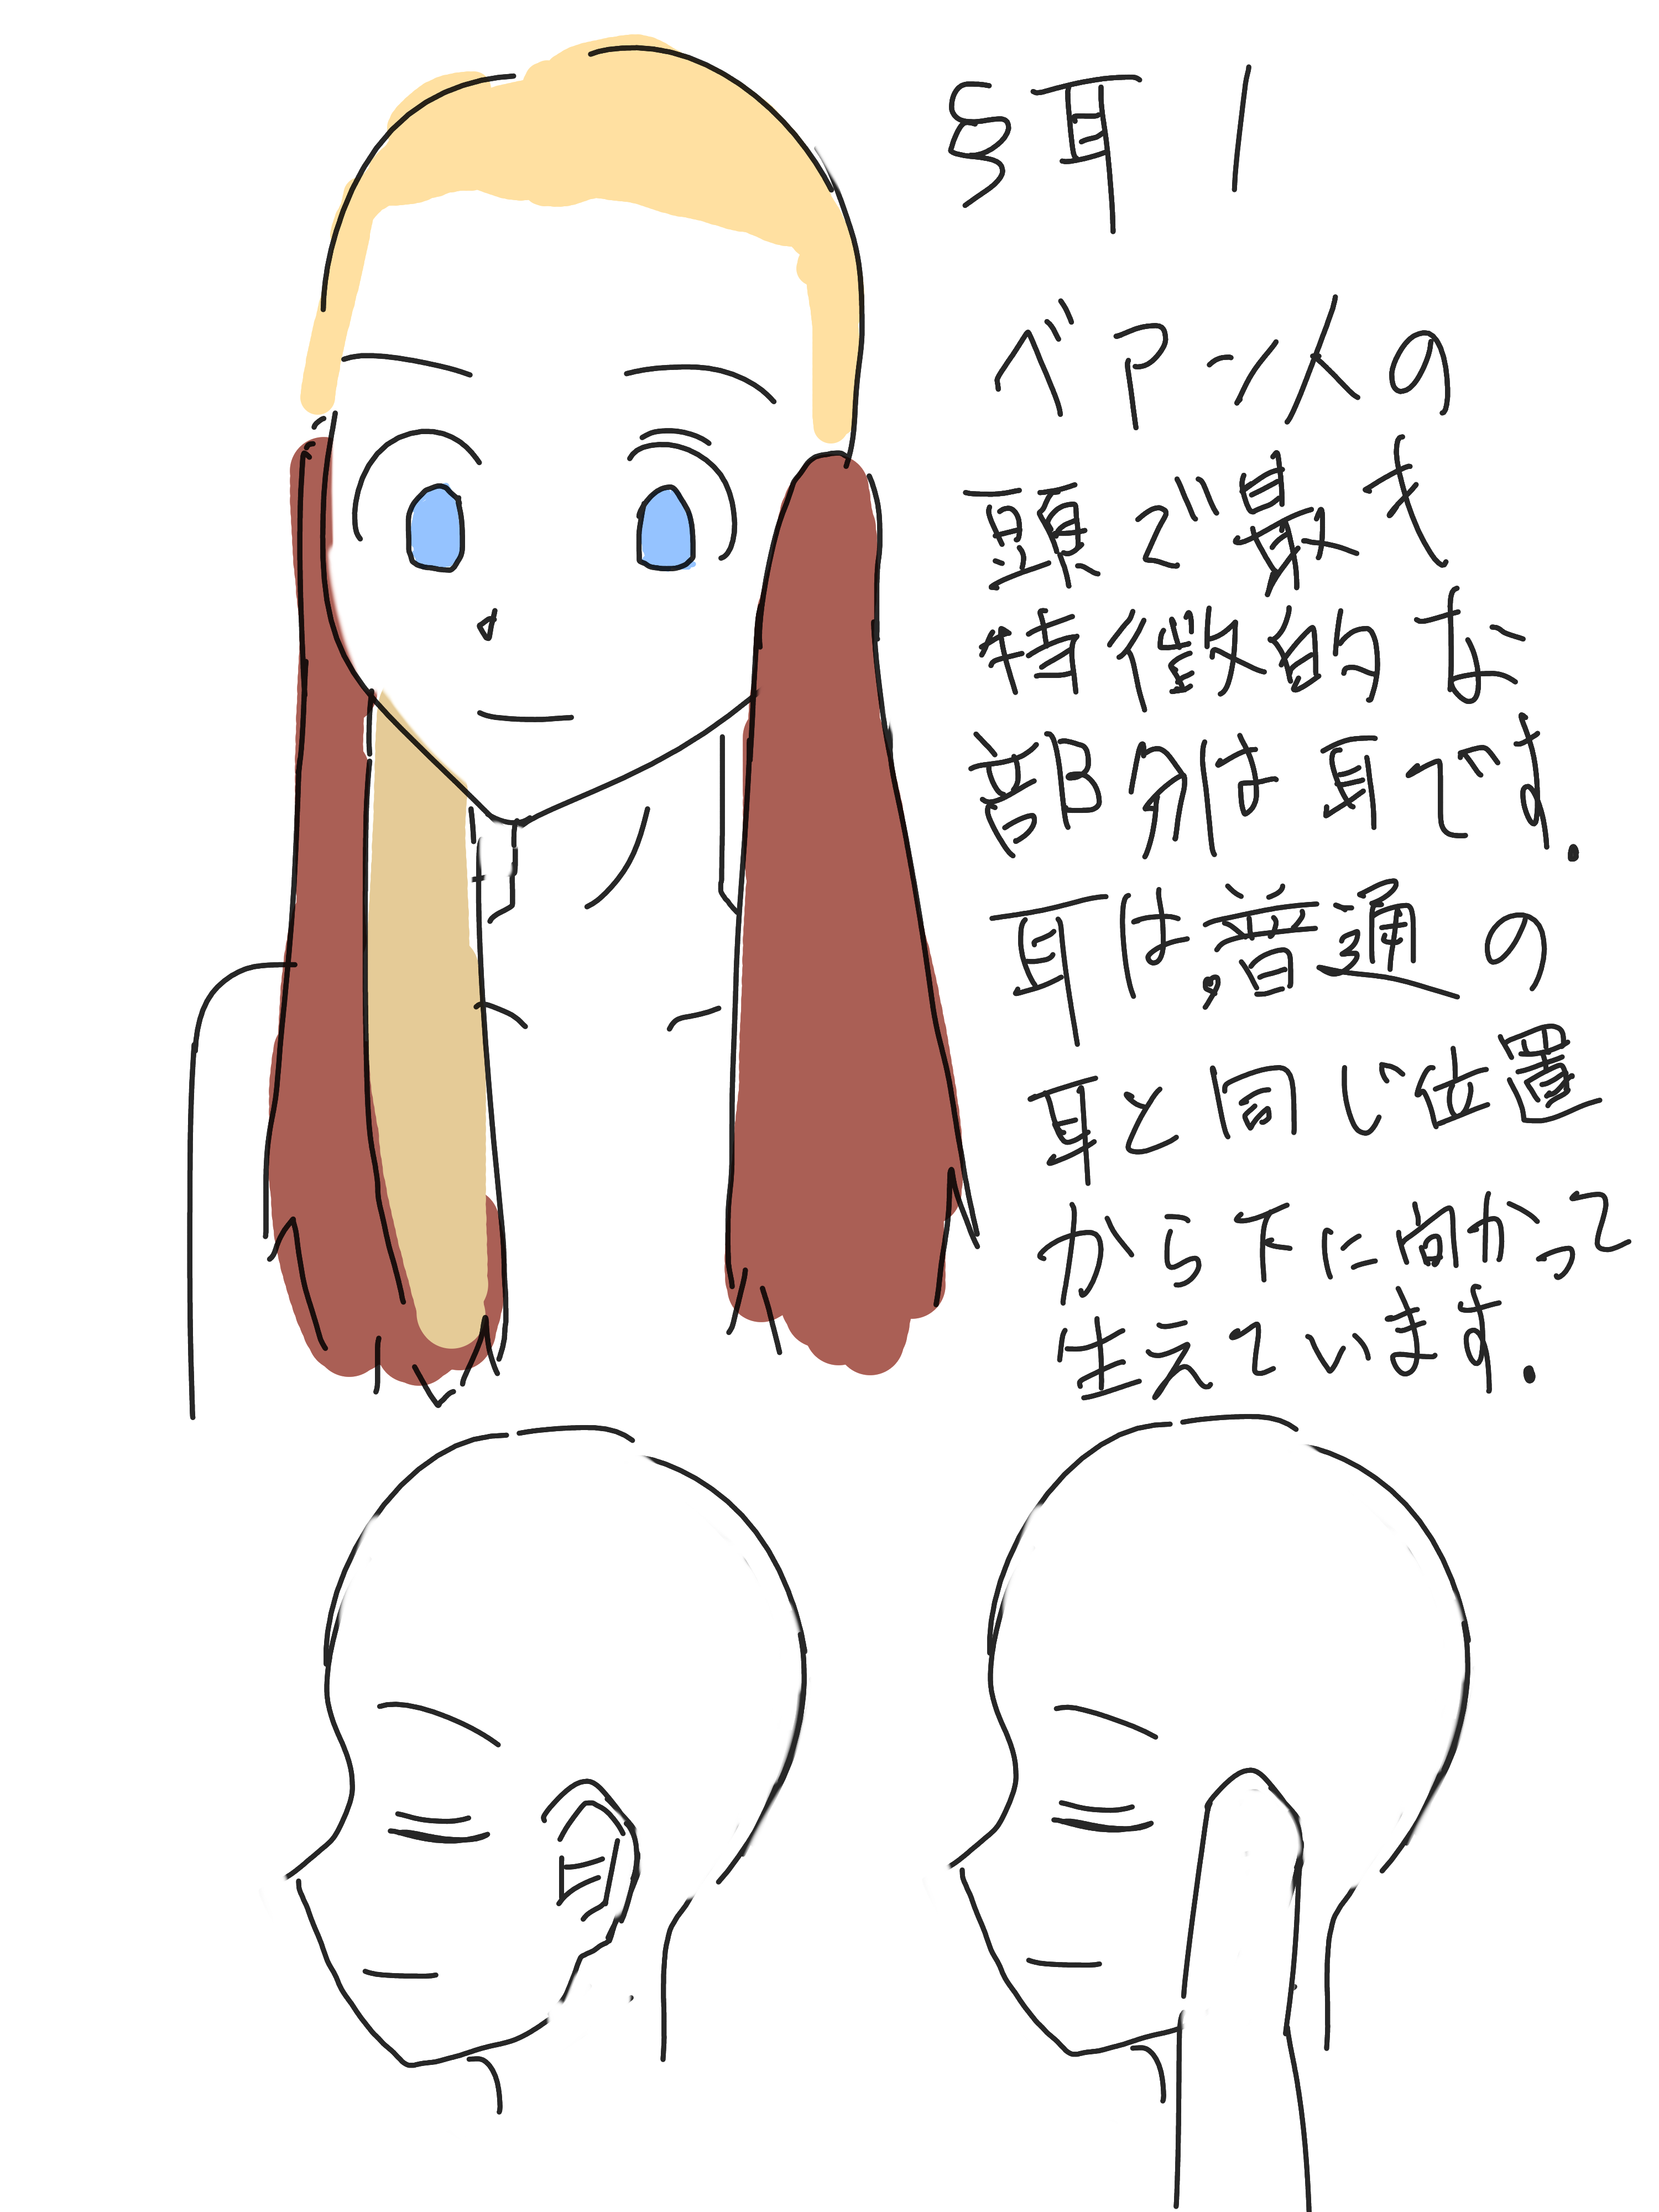 §耳 1
ベアン人の
頭で最も
特徴的な
部分は耳です.
耳は,普通の
耳と同じ位置
から下に向かって
生えています.